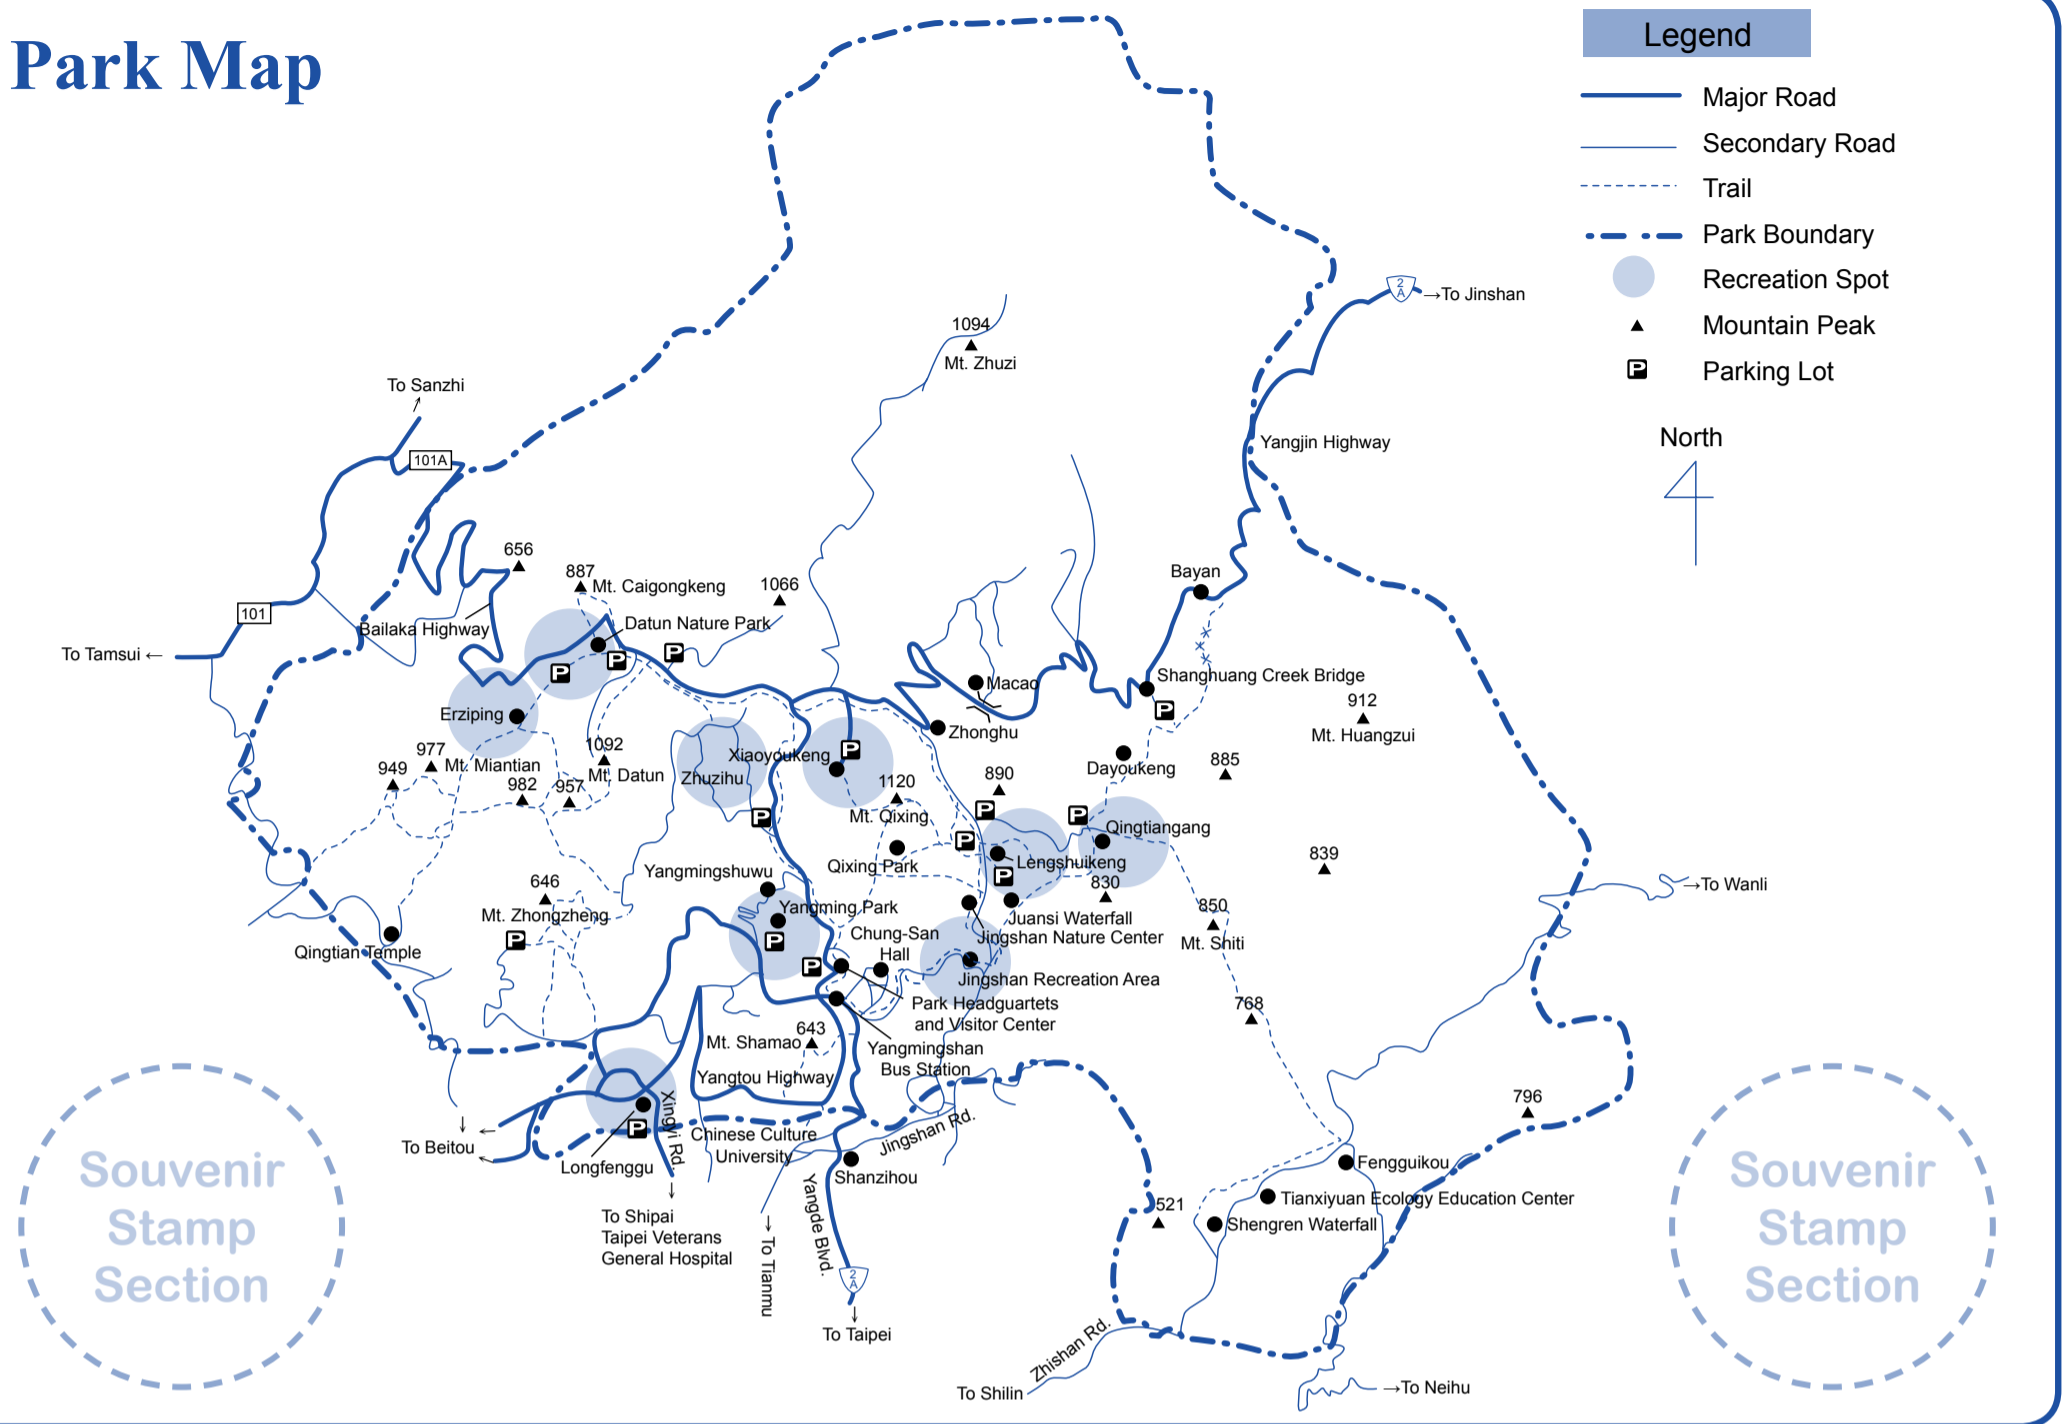 Park Map
Legend
Major Road
Secondary Road
Trail
Park Boundary
Recreation Spot
Mountain Peak
P
Parking Lot
North
2
A
→To Jinshan
1094
Mt. Zhuzi
To Sanzhi
101A
Yangjin Highway
656
887
Mt. Caigongkeng
1066
Bayan
101
Bailaka Highway
Datun Nature Park
To Tamsui ←
P
P
P
Macao
Shanghuang Creek Bridge
P
912
Mt. Huangzui
Erziping
Zhonghu
977
Mt. Miantian
949
982
957
1092
Mt. Datun
Zhuzihu
Xiaoyoukeng
P
Dayoukeng
885
890
1120
Mt. Qixing
P
P
P
P
Qingtiangang
Qixing Park
Lengshuikeng
P
839
Yangmingshuwu
830
→To Wanli
646
Mt. Zhongzheng
P
Yangming Park
P
Juansi Waterfall
850
Mt. Shiti
Chung-San
Hall
Jingshan Nature Center
Qingtian Temple
P
Jingshan Recreation Area
Park Headguartets
and Visitor Center
768
643
Mt. Shamao
Yangmingshan
Bus Station
Yangtou Highway
796
Xingyi Rd.
Chinese Culture
University
Jingshan Rd.
To Beitou
P
Longfenggu
Shanzihou
Fengguikou
Tianxiyuan Ecology Education Center
521
Shengren Waterfall
To Shipai
Taipei Veterans
General Hospital
To Tianmu
Yangde Blvd.
2
A
To Taipei
Zhishan Rd.
To Shilin
→To Neihu
Souvenir
Stamp
Section
Souvenir
Stamp
Section